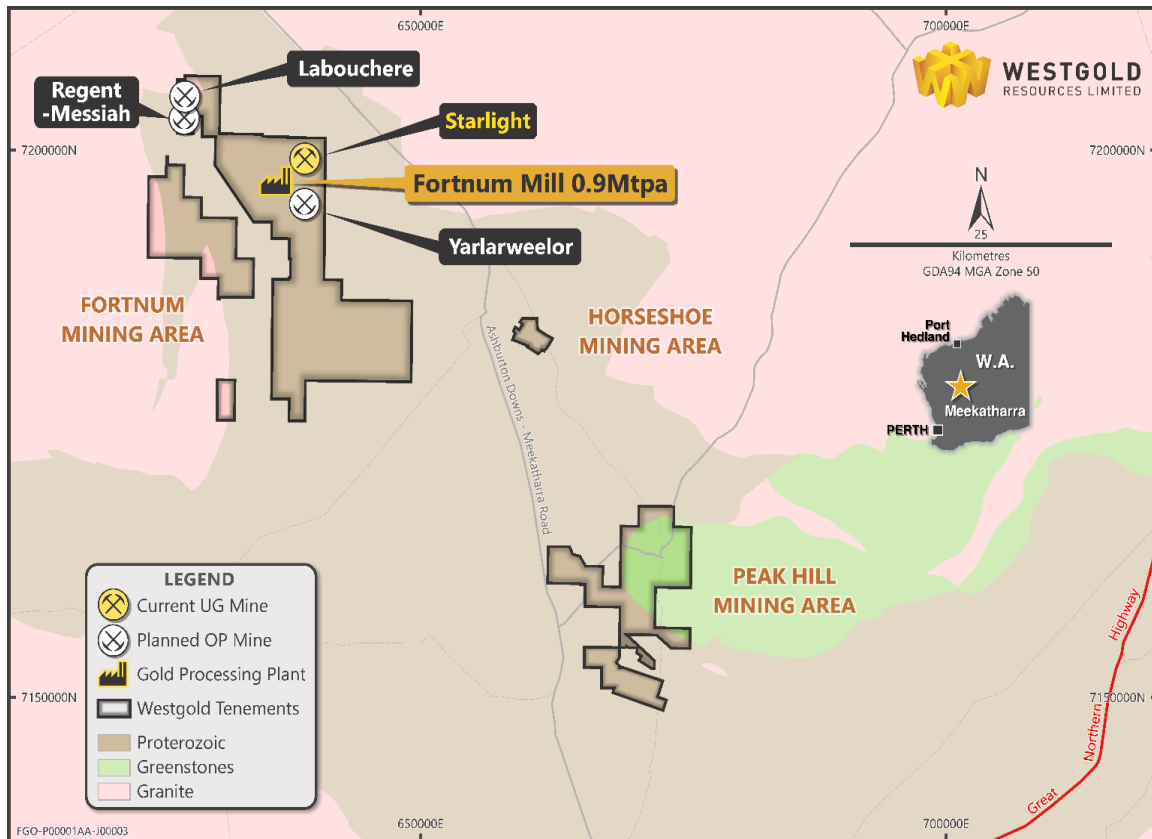 650000E
700000E
WESTGOLD
RESOURCES LIMITED
Labouchere
Regent
-Messiah
Starlight
7200000N
7200000N
Fortnum Mill 0.9Mtpa
N
25
Kilometres
GDA94 MGA Zone 50
Yarlarweelor
FORTNUM
MINING AREA
HORSESHOE
MINING AREA
Ashburton Downs - Meekatharra Road
Port
Hedland
W.A.
Meekatharra
PERTH
PEAK HILL
MINING AREA
LEGEND
Current UG Mine
Planned OP Mine
Gold Processing Plant
Westgold Tenements
Proterozoic
Greenstones
Granite
7150000N
7150000N
Great Northern Highway
FGO-P00001AA-J00003
650000E
700000E